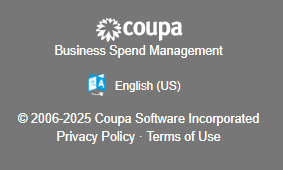 coupa
Business Spend Management
English (US)
© 2006-2025 Coupa Software Incorporated
Privacy Policy · Terms of Use